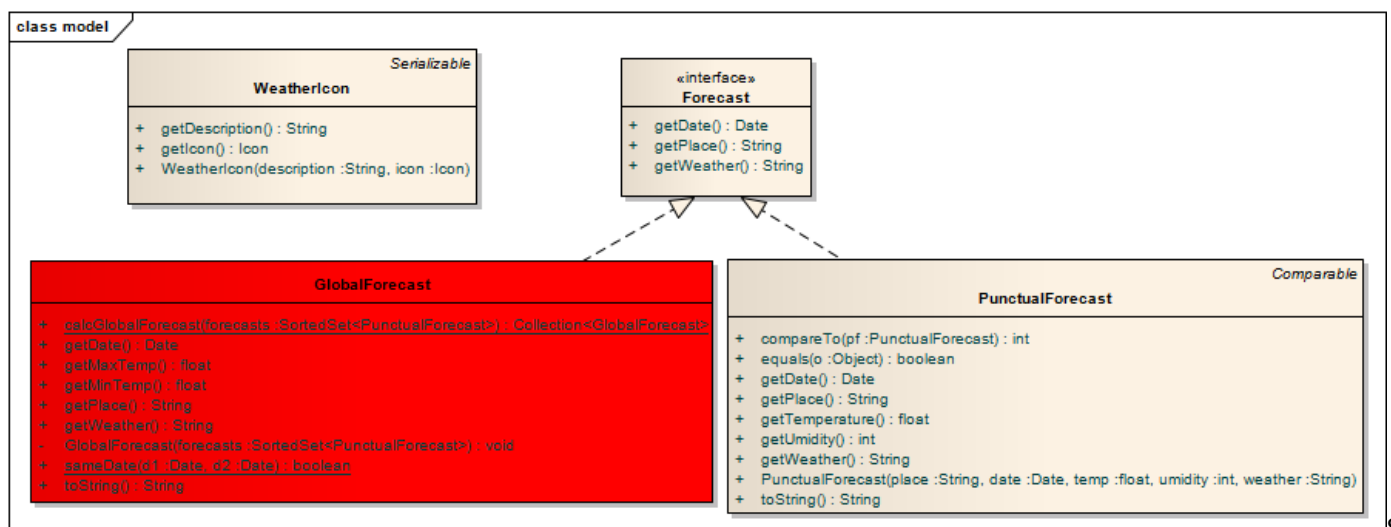 class model
Serializable
WeatherIcon
+ getDescription() : String
+ getIcon() : Icon
+ WeatherIcon(description :String, icon :Icon)
«interface»
Forecast
+ getDate() : Date
+ getPlace() : String
+ getWeather() : String
GlobalForecast
+ calcGlobalForecast(forecasts :SortedSet<PunctualForecast>) : Collection<GlobalForecast>
+ getDate() : Date
+ getMaxTemp() : float
+ getMinTemp() : float
+ getPlace() : String
+ getWeather() : String
- GlobalForecast(forecasts :SortedSet<PunctualForecast>) : void
+ sameDate(d1 :Date, d2 :Date) : boolean
+ toString() : String
Comparable
PunctualForecast
+ compareTo(pf :PunctualForecast) : int
+ equals(o :Object) : boolean
+ getDate() : Date
+ getPlace() : String
+ getTemperature() : float
+ getUmidity() : int
+ getWeather() : String
+ PunctualForecast(place :String, date :Date, temp :float, umidity :int, weather :String)
+ toString() : String